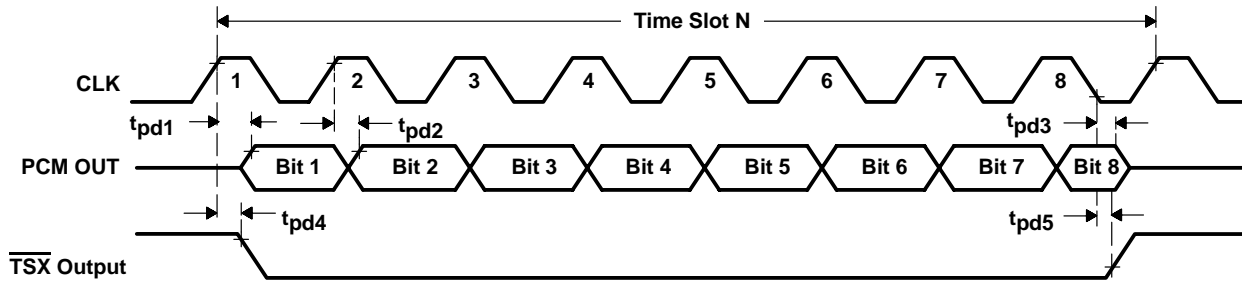 Time Slot N
CLK
1 2 3 4 5 6 7 8
tpd1 tpd2 tpd3
PCM OUT
Bit 1 Bit 2 Bit 3 Bit 4 Bit 5 Bit 6 Bit 7 Bit 8
tpd4 tpd5
TSX Output